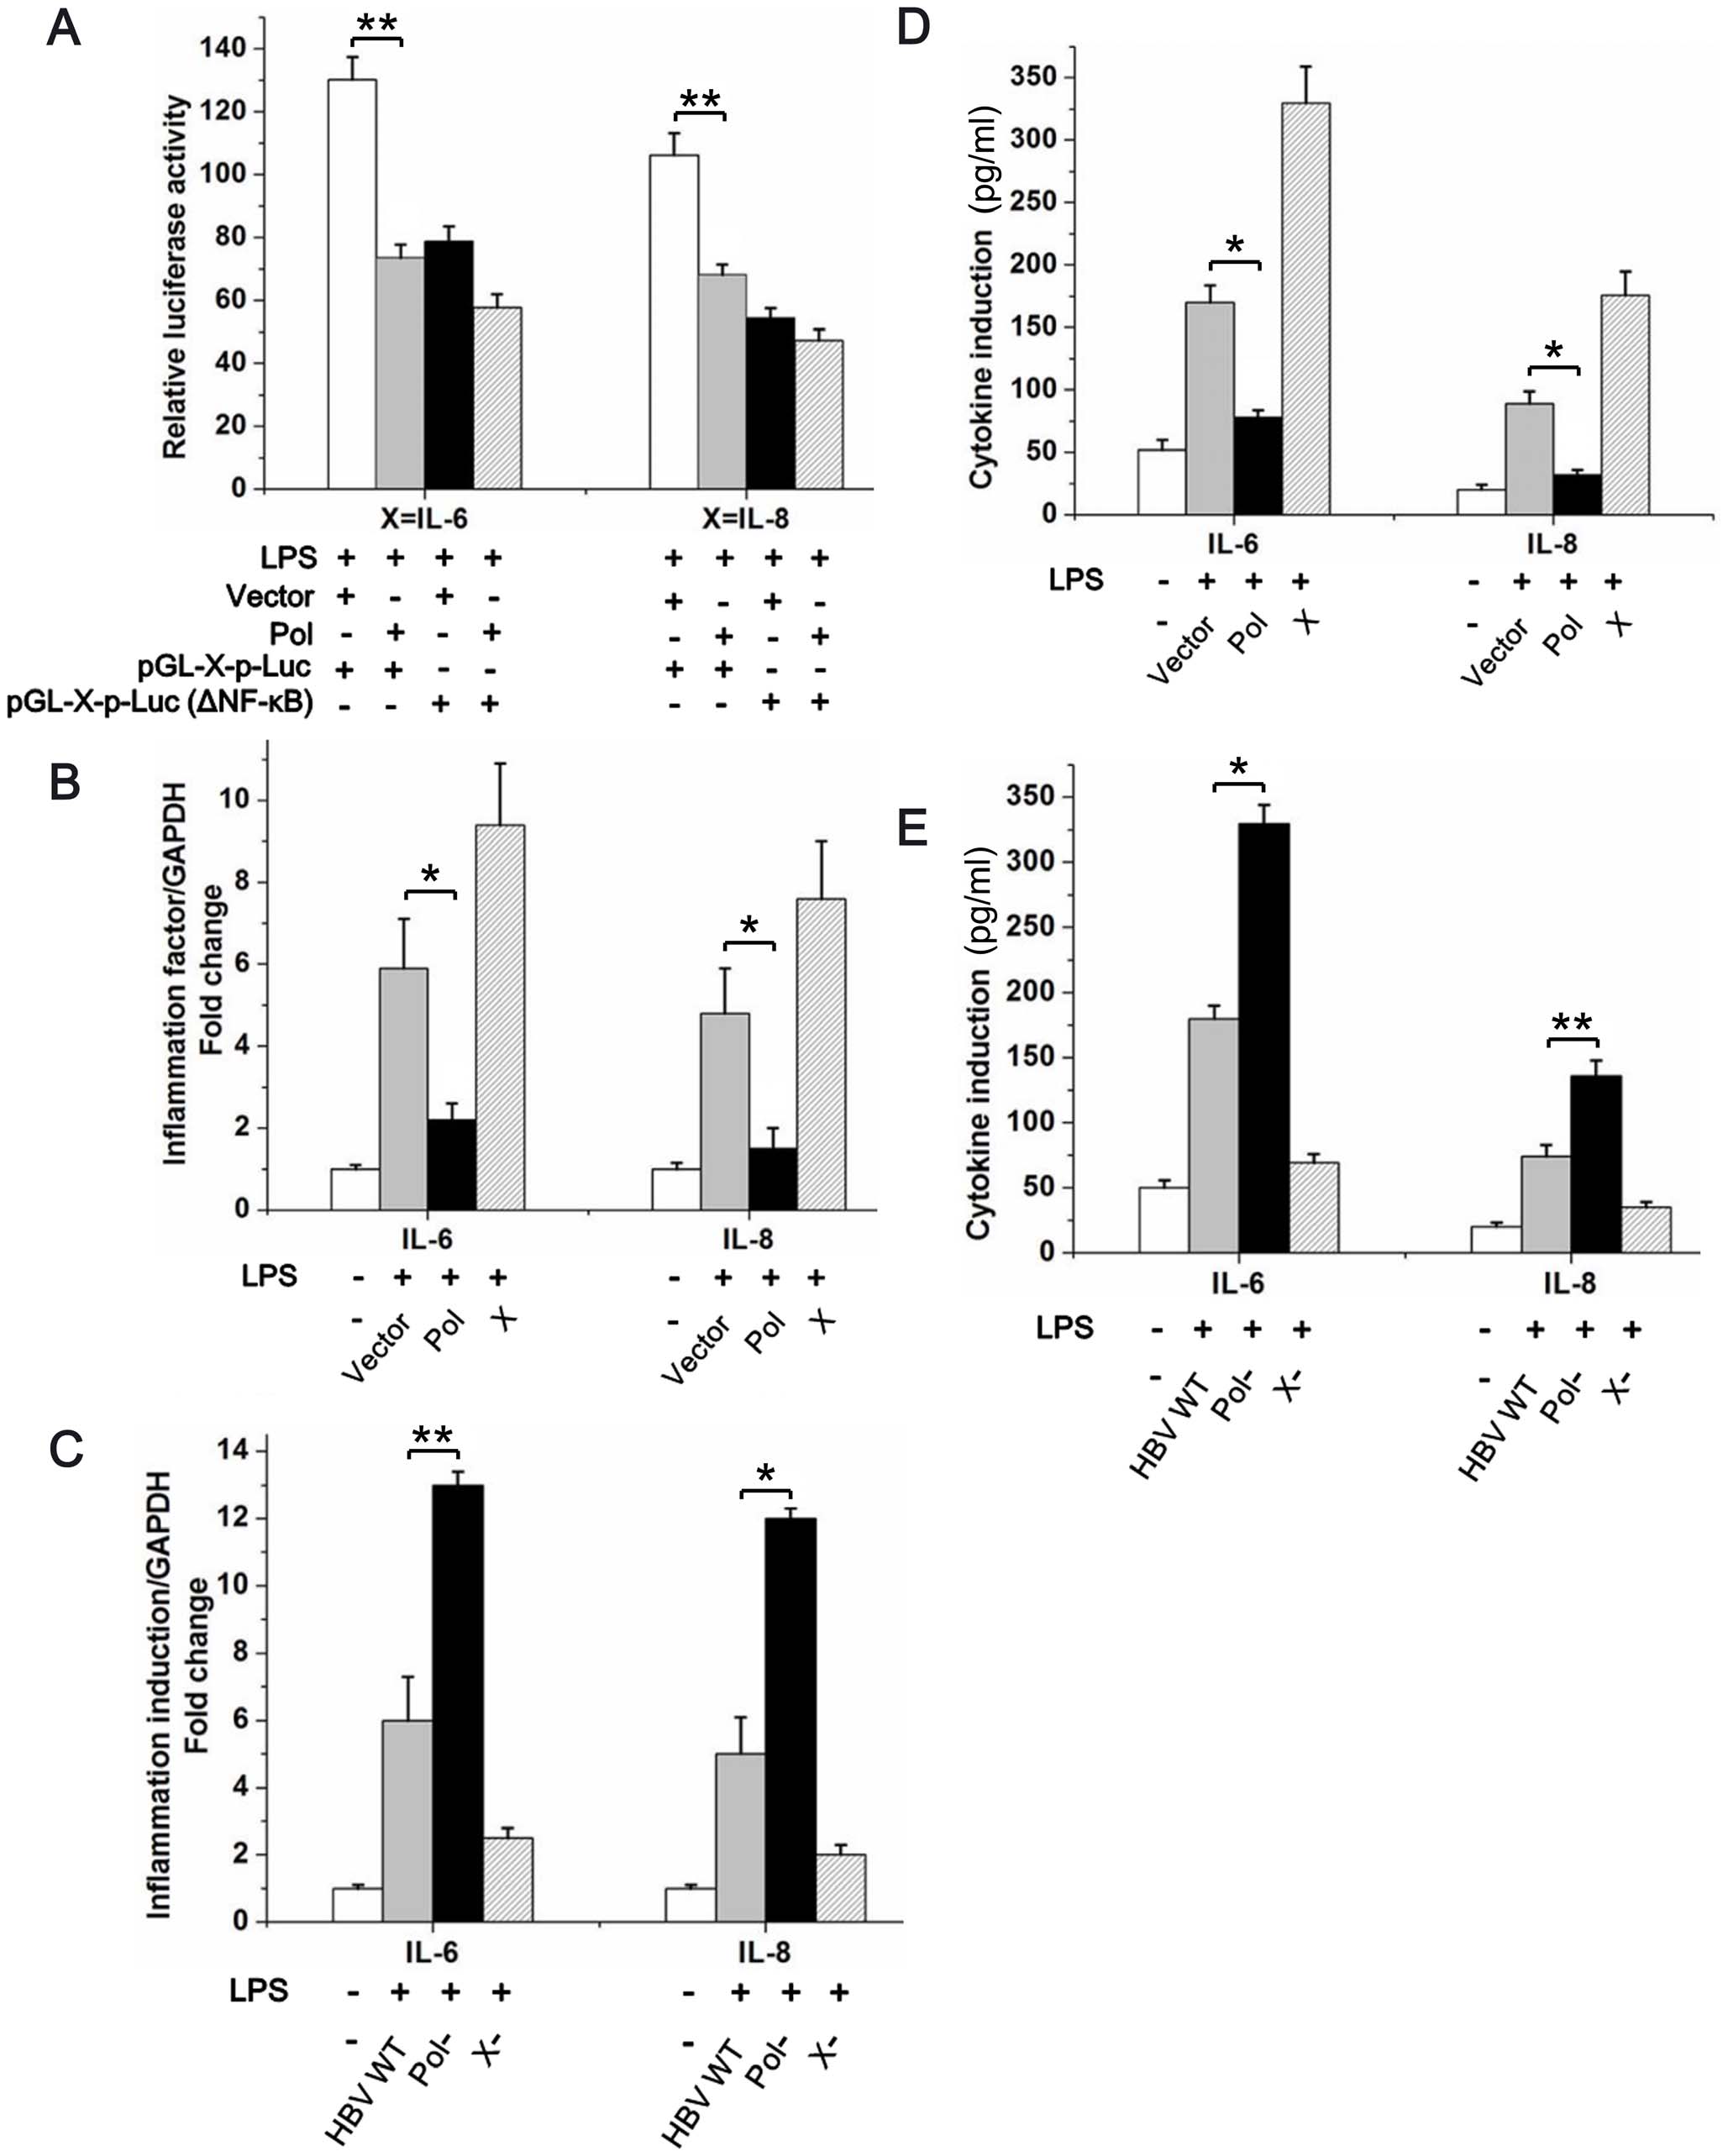 A
**
**
140
120
100
80
60
40
20
0
Relative luciferase activity
X=IL-6 X=IL-8
LPS + + + + + + + +
Vector + - + - + - + -
Pol - + - + - + - +
pGL-X-p-Luc + + - - + + - -
pGL-X-p-Luc (ΔNF-κB) - - + + - - + +
B
*
*
10
8
6
4
2
0
Inflammation factor/GAPDH
Fold change
IL-6 IL-8
LPS - + + + - + + +
- Vector Pol X - Vector Pol X
C
**
*
14
12
10
8
6
4
2
0
Inflammation induction/GAPDH
Fold change
IL-6 IL-8
LPS - + + + - + + +
- HBV WT Pol- X- - HBV WT Pol- X-
D
*
*
350
300
250
200
150
100
50
0
Cytokine induction (pg/ml)
IL-6 IL-8
LPS - + + + - + + +
- Vector Pol X - Vector Pol X
E
*
**
350
300
250
200
150
100
50
0
Cytokine induction (pg/ml)
IL-6 IL-8
LPS - + + + - + + +
- HBV WT Pol- X- - HBV WT Pol- X-